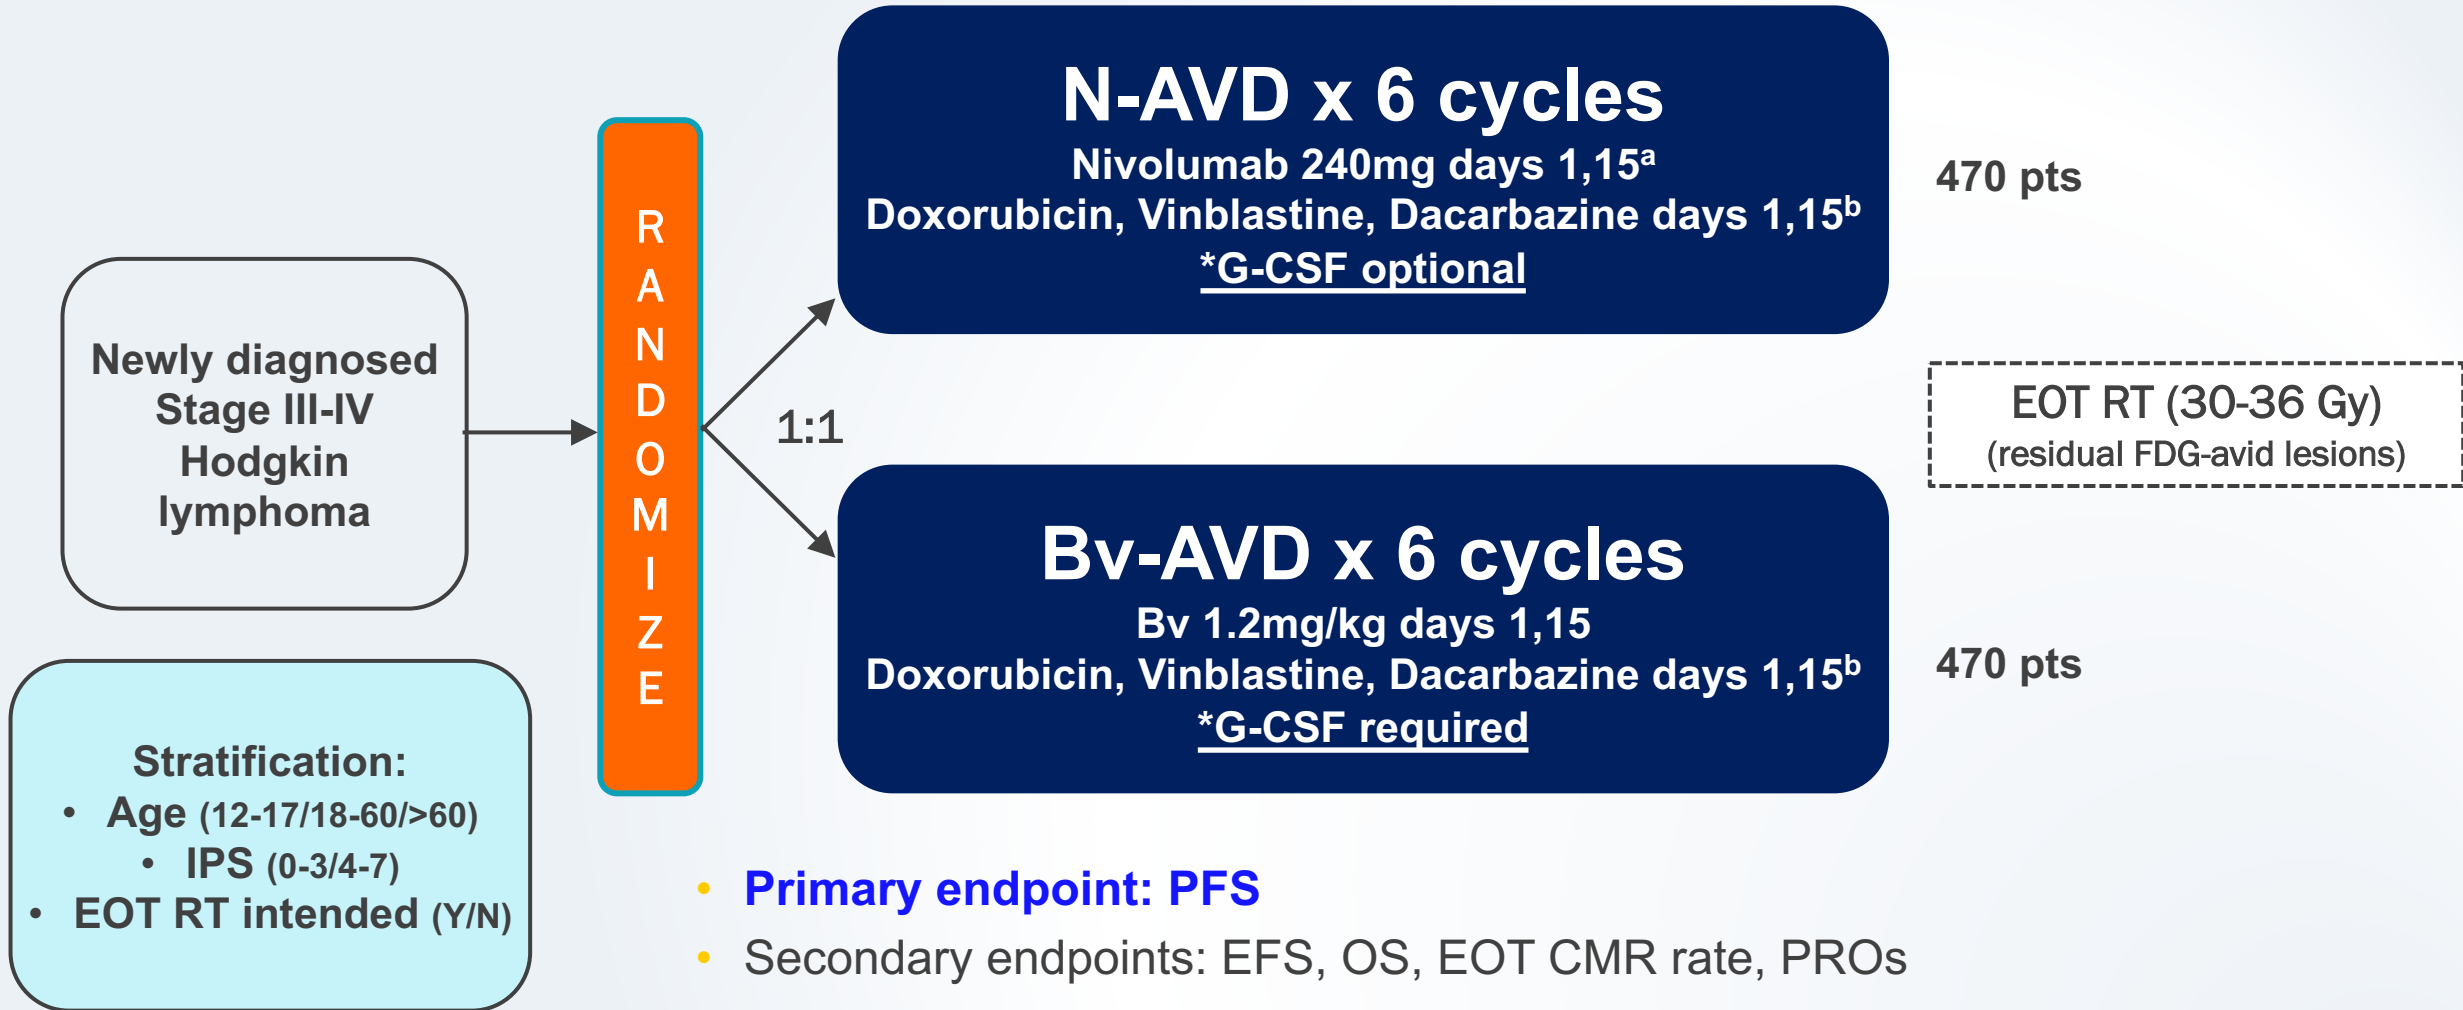 Newly diagnosed
Stage III-IV
Hodgkin
lymphoma
Stratification:
• Age (12-17/18-60/>60)
• IPS (0-3/4-7)
• EOT RT intended (Y/N)
R
A
N
D
O
M
I
Z
E
1:1
N-AVD x 6 cycles
Nivolumab 240mg days 1,15ᵃ
Doxorubicin, Vinblastine, Dacarbazine days 1,15ᵇ
*G-CSF optional
470 pts
EOT RT (30-36 Gy)
(residual FDG-avid lesions)
Bv-AVD x 6 cycles
Bv 1.2mg/kg days 1,15
Doxorubicin, Vinblastine, Dacarbazine days 1,15ᵇ
*G-CSF required
470 pts
• Primary endpoint: PFS
• Secondary endpoints: EFS, OS, EOT CMR rate, PROs